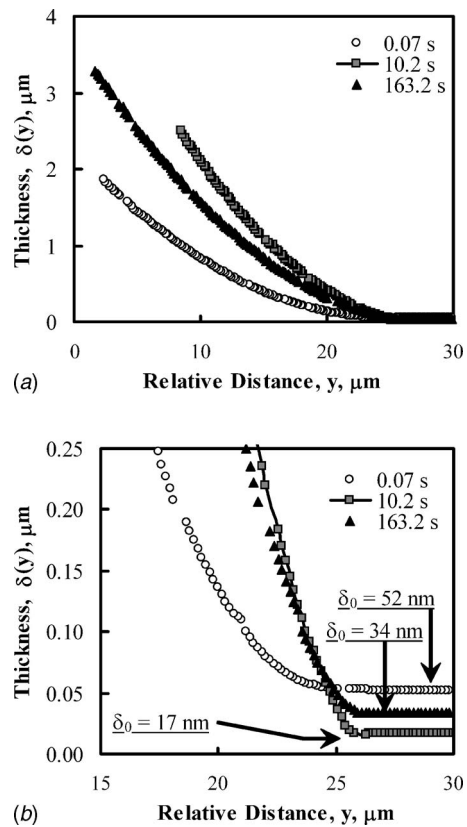 4
3
2
1
0
Thickness, δ(y), μm
0.07 s
10.2 s
163.2 s
0 10 20 30
(a) Relative Distance, y, μm
0.25
0.20
0.15
0.10
0.05
0.00
Thickness, δ(y), μm
0.07 s
10.2 s
163.2 s
δ0 = 52 nm
δ0 = 34 nm
δ0 = 17 nm
15 20 25 30
(b) Relative Distance, y, μm